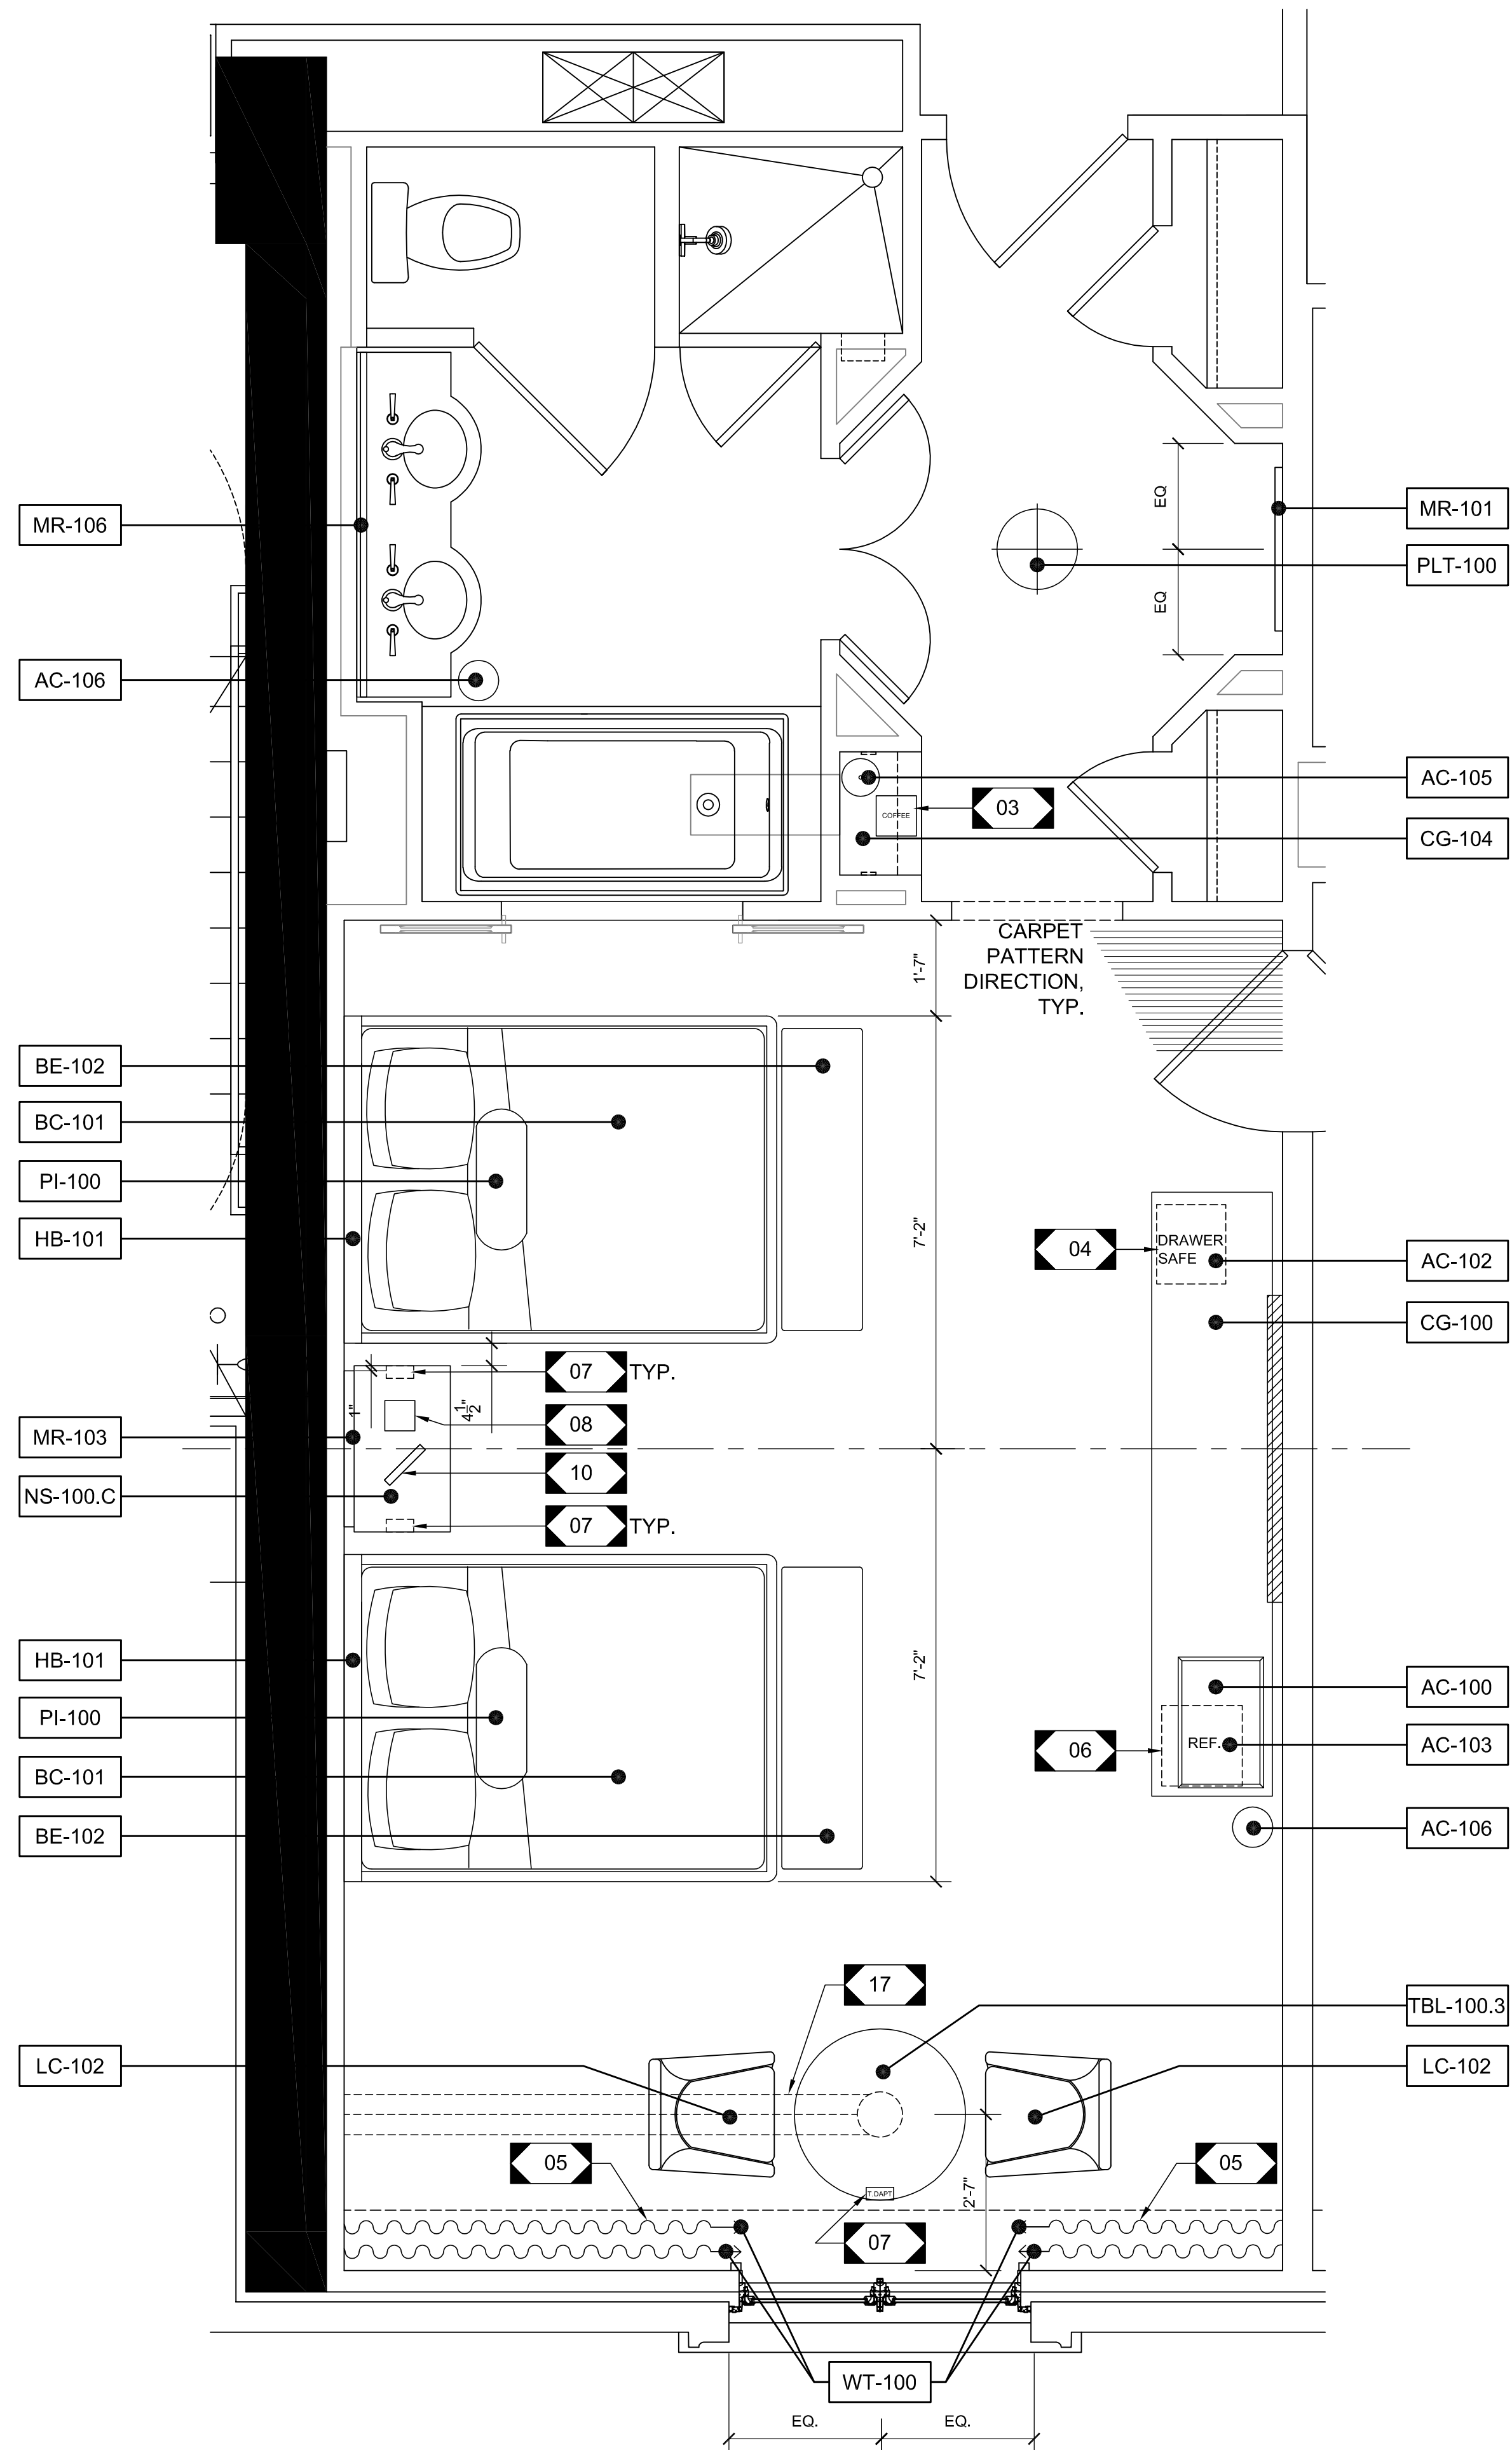 MR-106
MR-101
EQ
PLT-100
EQ
AC-106
AC-105
COFFEE
03
CG-104
CARPET
PATTERN
DIRECTION,
TYP.
1'-7"
BE-102
BC-101
PI-100
HB-101
7'-2"
04
DRAWER
SAFE
AC-102
CG-100
07 TYP.
1"
4 1/2"
08
MR-103
10
NS-100.C
07 TYP.
HB-101
7'-2"
AC-100
PI-100
06
REF.
AC-103
BC-101
BE-102
AC-106
17
TBL-100.3
LC-102
LC-102
05
05
T.DAPT
2'-7"
07
WT-100
EQ.
EQ.